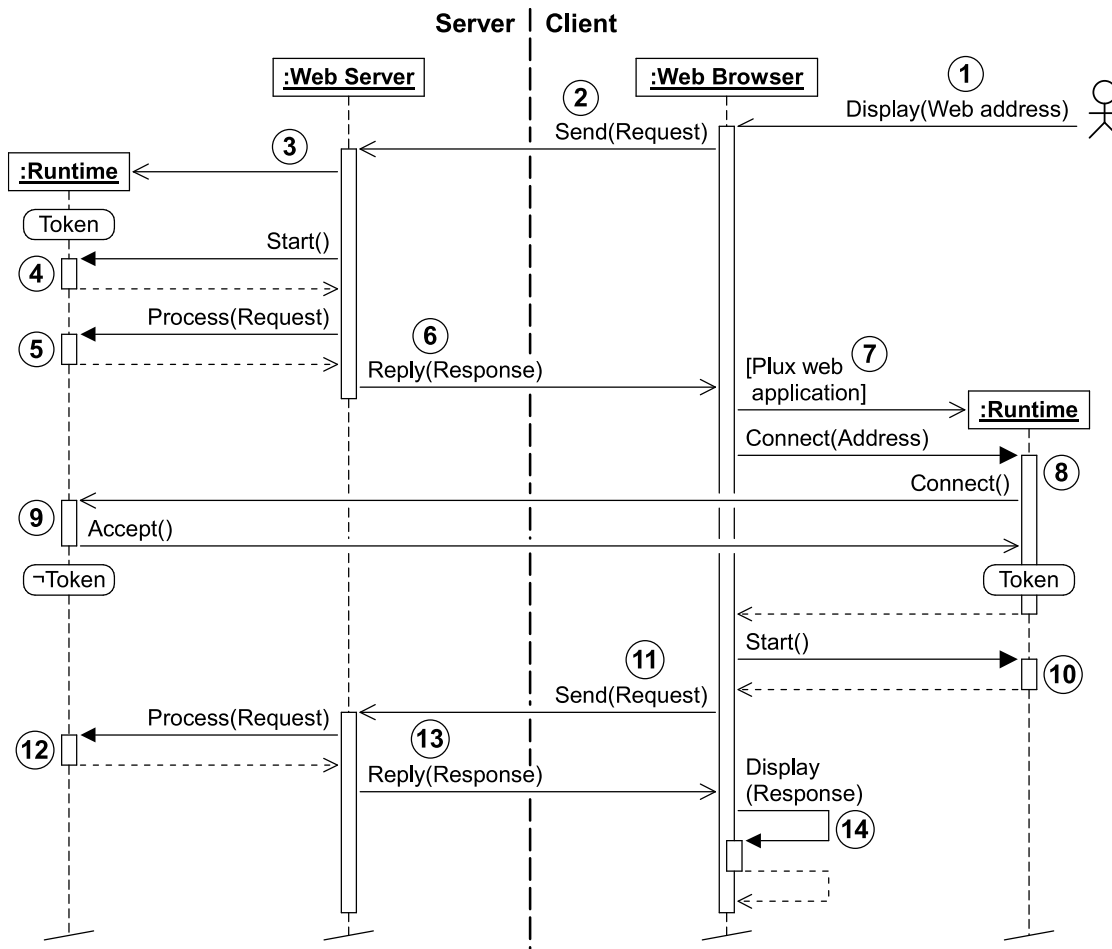 Server Client
:Web Server
:Web Browser
1
Display(Web address)
2
Send(Request)
3
:Runtime
Token
Start()
4
Process(Request)
5
6
Reply(Response)
[Plux web
application]
7
:Runtime
Connect(Address)
8
Connect()
9
Accept()
¬Token
Token
Start()
10
11
Send(Request)
Process(Request)
12
13
Reply(Response)
Display
(Response)
14